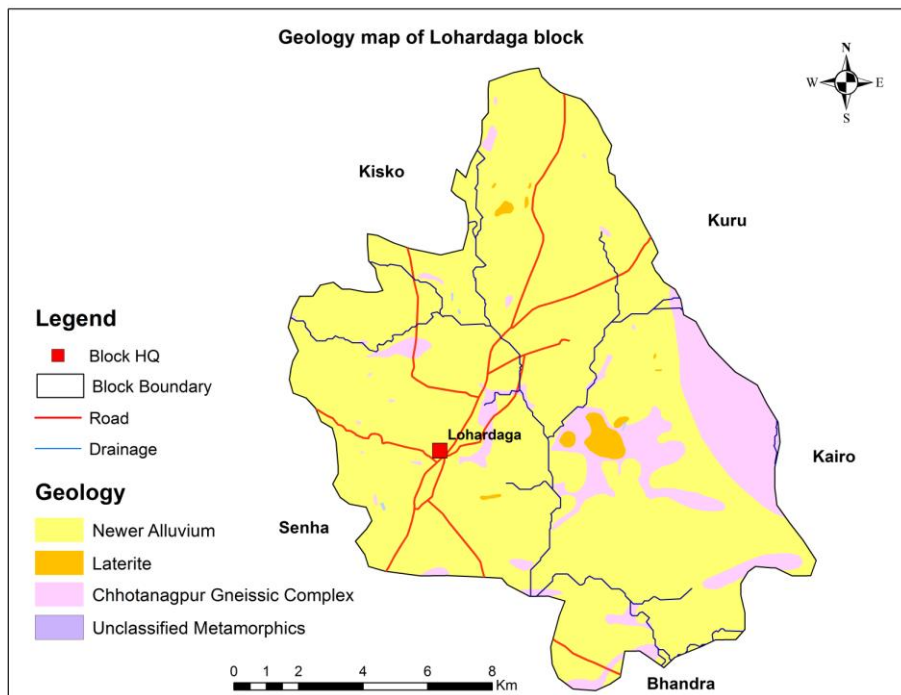 Geology map of Lohardaga block
N
W E
S
Kisko
Kuru
Legend
Block HQ
Block Boundary
Road
Drainage
Lohardaga
Kairo
Geology
Senha
Newer Alluvium
Laterite
Chhotanagpur Gneissic Complex
Unclassified Metamorphics
0 1 2 4 6 8
Km
Bhandra